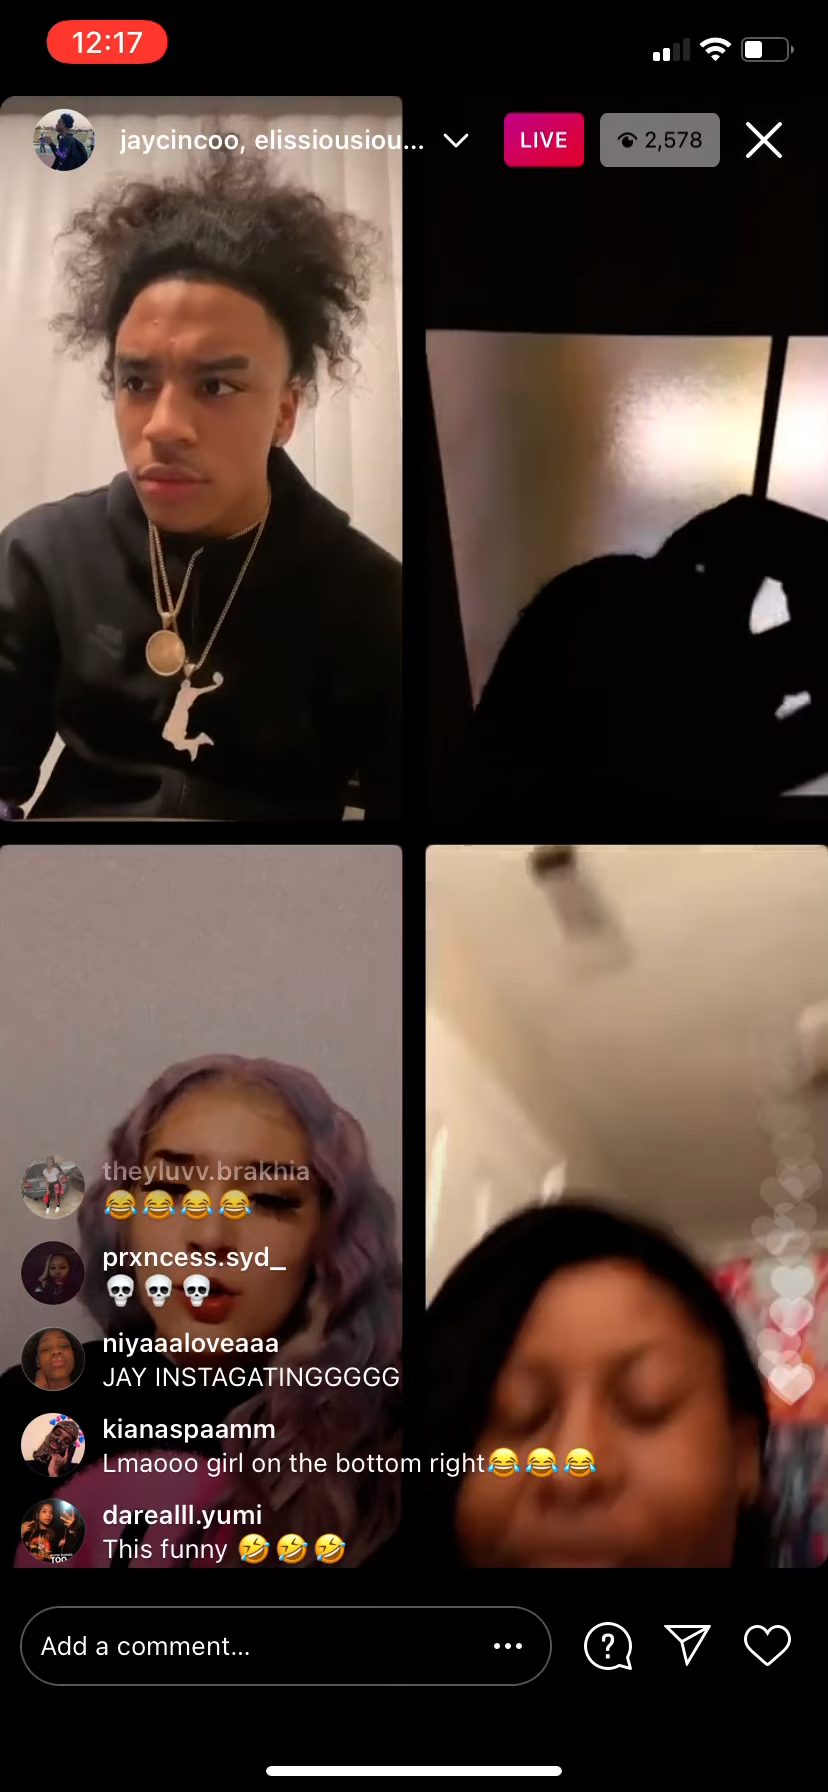 12:17
jaycincoo, elissiousiou...
LIVE
2,578
theyluvv.brakhia
😂😂😂😂
prxncess.syd_
💀💀💀
niyaaaloveaaa
JAY INSTAGATINGGGGG
kianaspaamm
Lmaooo girl on the bottom right😂😂😂
darealll.yumi
This funny 🤣🤣🤣
TOO
Add a comment...